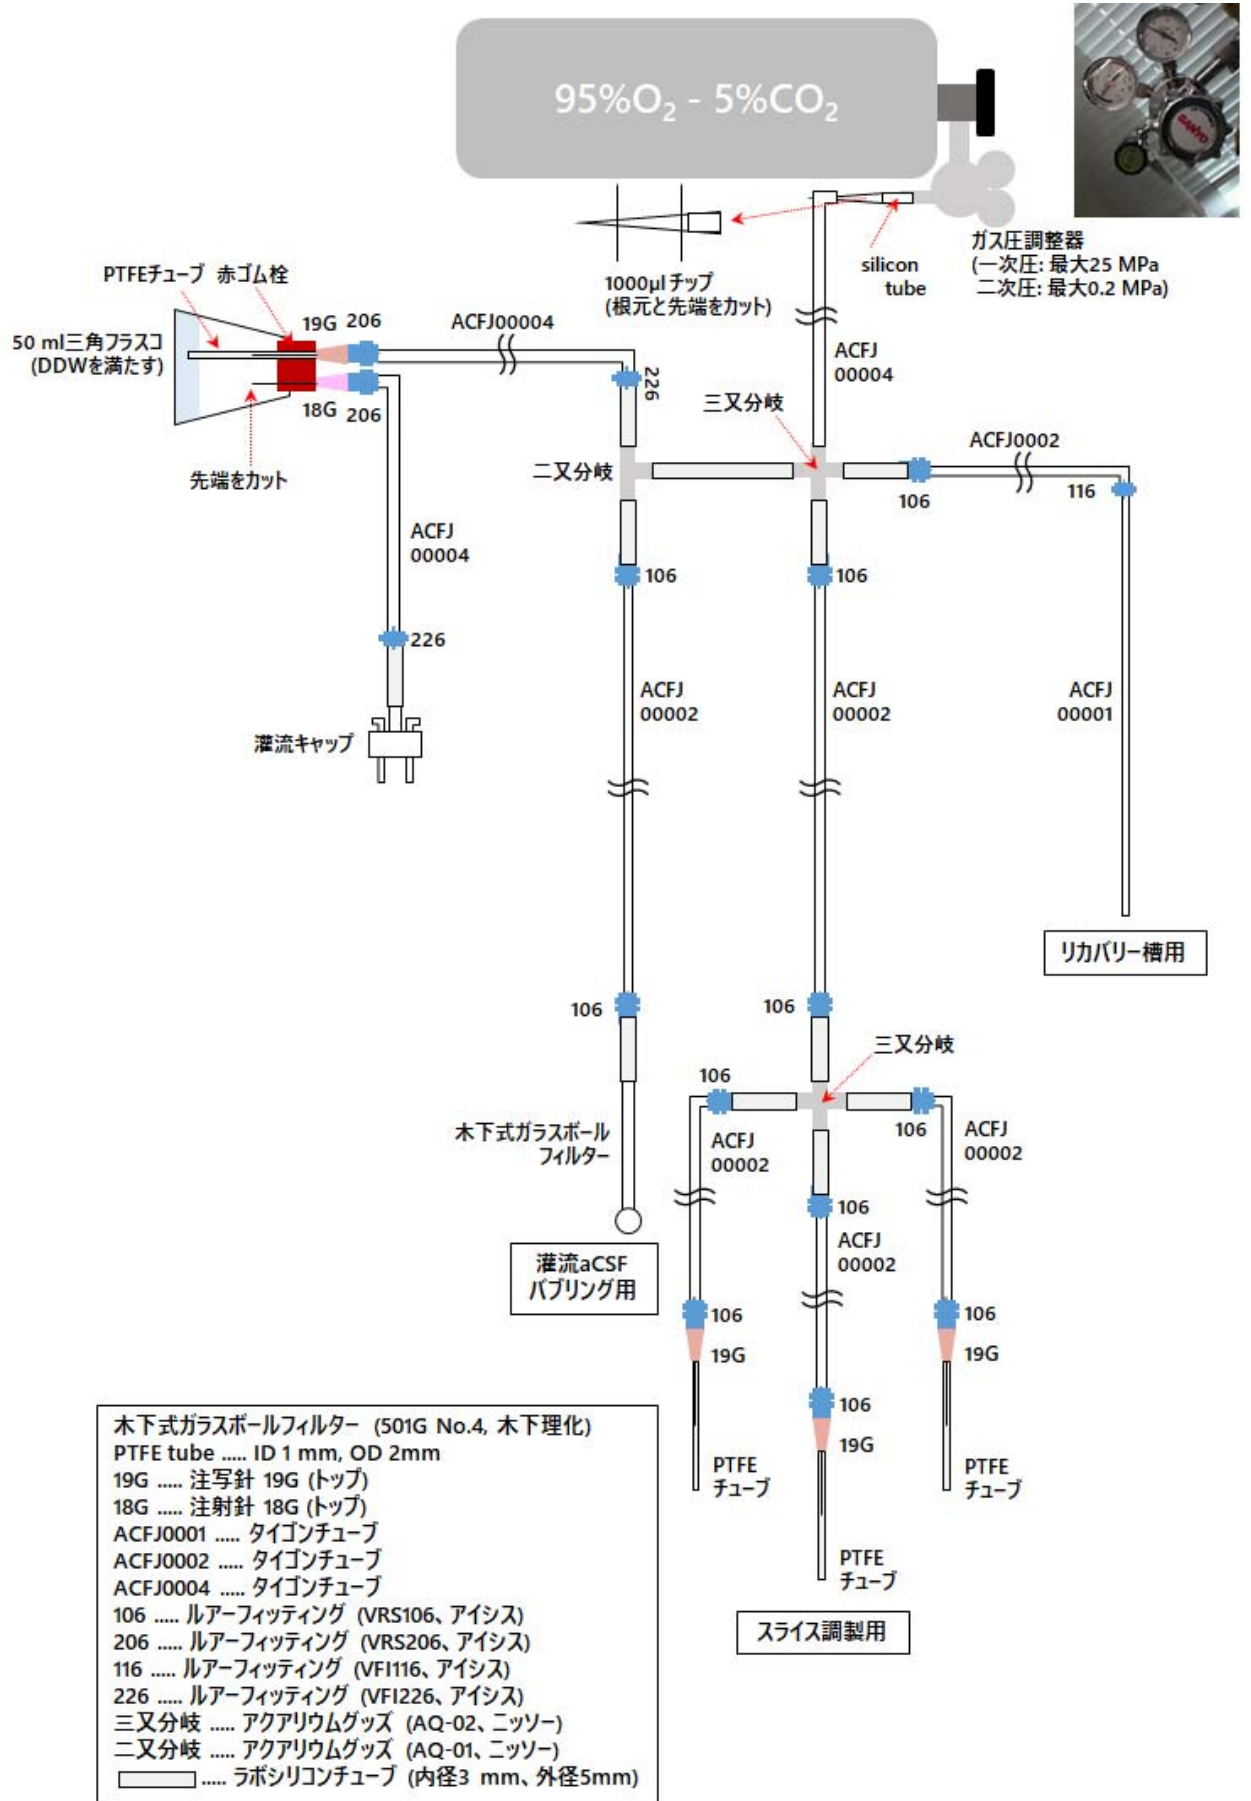 95%O₂ - 5%CO₂
SANYO
ガス圧調整器
(一次圧: 最大25 MPa
二次圧: 最大0.2 MPa)
silicon
tube
1000μl チップ
(根元と先端をカット)
PTFEチューブ 赤ゴム栓
19G 206
ACFJ00004
50 ml三角フラスコ
(DDWを満たす)
18G 206
226
先端をカット
ACFJ
00004
三又分岐
二又分岐
ACFJ0002
106
116
ACFJ
00004
106
106
226
灌流キャップ
ACFJ
00002
ACFJ
00002
ACFJ
00001
リカバリー槽用
106
106
三又分岐
106
106
木下式ガラスボール
フィルター
ACFJ
00002
ACFJ
00002
106
ACFJ
00002
灌流aCSF
バブリング用
106
19G
106
19G
106
19G
PTFE
チューブ
PTFE
チューブ
PTFE
チューブ
スライス調製用
木下式ガラスボールフィルター (501G No.4, 木下理化)
PTFE tube ..... ID 1 mm, OD 2mm
19G ..... 注写針 19G (トップ)
18G ..... 注射針 18G (トップ)
ACFJ0001 ..... タイゴンチューブ
ACFJ0002 ..... タイゴンチューブ
ACFJ0004 ..... タイゴンチューブ
106 ..... ルアーフィッティング (VRS106、アイシス)
206 ..... ルアーフィッティング (VRS206、アイシス)
116 ..... ルアーフィッティング (VFI116、アイシス)
226 ..... ルアーフィッティング (VFI226、アイシス)
三又分岐 ..... アクアリウムグッズ (AQ-02、ニッソー)
二又分岐 ..... アクアリウムグッズ (AQ-01、ニッソー)
..... ラボシリコンチューブ (内径3 mm、外径5mm)